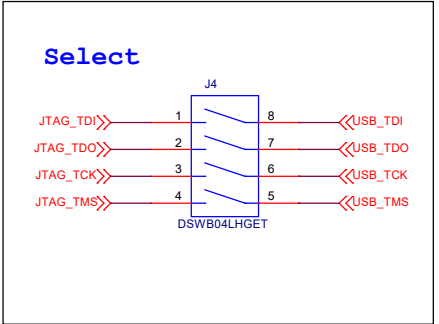 Select
J4
JTAG_TDI 1 8 USB_TDI
JTAG_TDO 2 7 USB_TDO
JTAG_TCK 3 6 USB_TCK
JTAG_TMS 4 5 USB_TMS
DSWB04LHGET